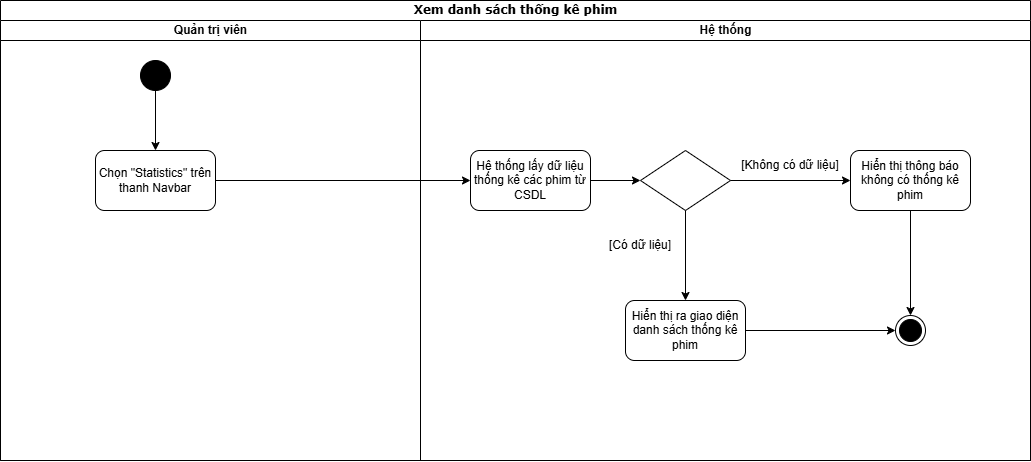 Xem danh sách thống kê phim
Quản trị viên
Hệ thống
Chọn "Statistics" trên
thanh Navbar
Hệ thống lấy dữ liệu
thống kê các phim từ
CSDL
[Không có dữ liệu]
Hiển thị thông báo
không có thống kê
phim
[Có dữ liệu]
Hiển thị ra giao diện
danh sách thống kê
phim